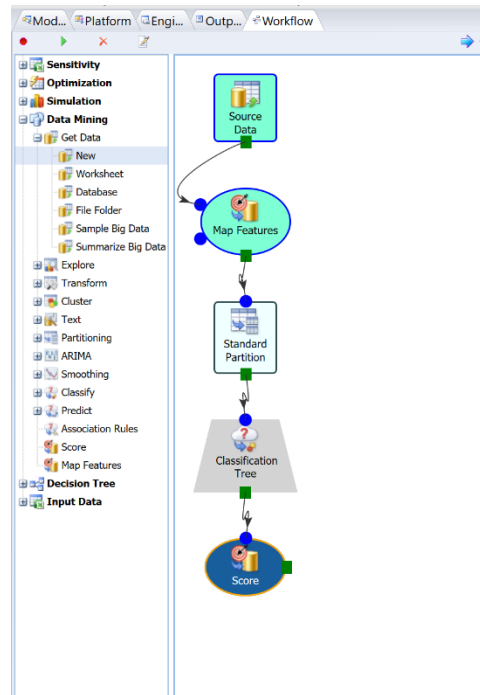 Mod...
Platform
Engi...
Outp...
Workflow
Sensitivity
Optimization
Simulation
Data Mining
Get Data
New
Worksheet
Database
File Folder
Sample Big Data
Summarize Big Data
Explore
Transform
Cluster
Text
Partitioning
ARIMA
Smoothing
Classify
Predict
Association Rules
Score
Map Features
Decision Tree
Input Data
Source
Data
Map Features
Standard
Partition
Classification
Tree
Score